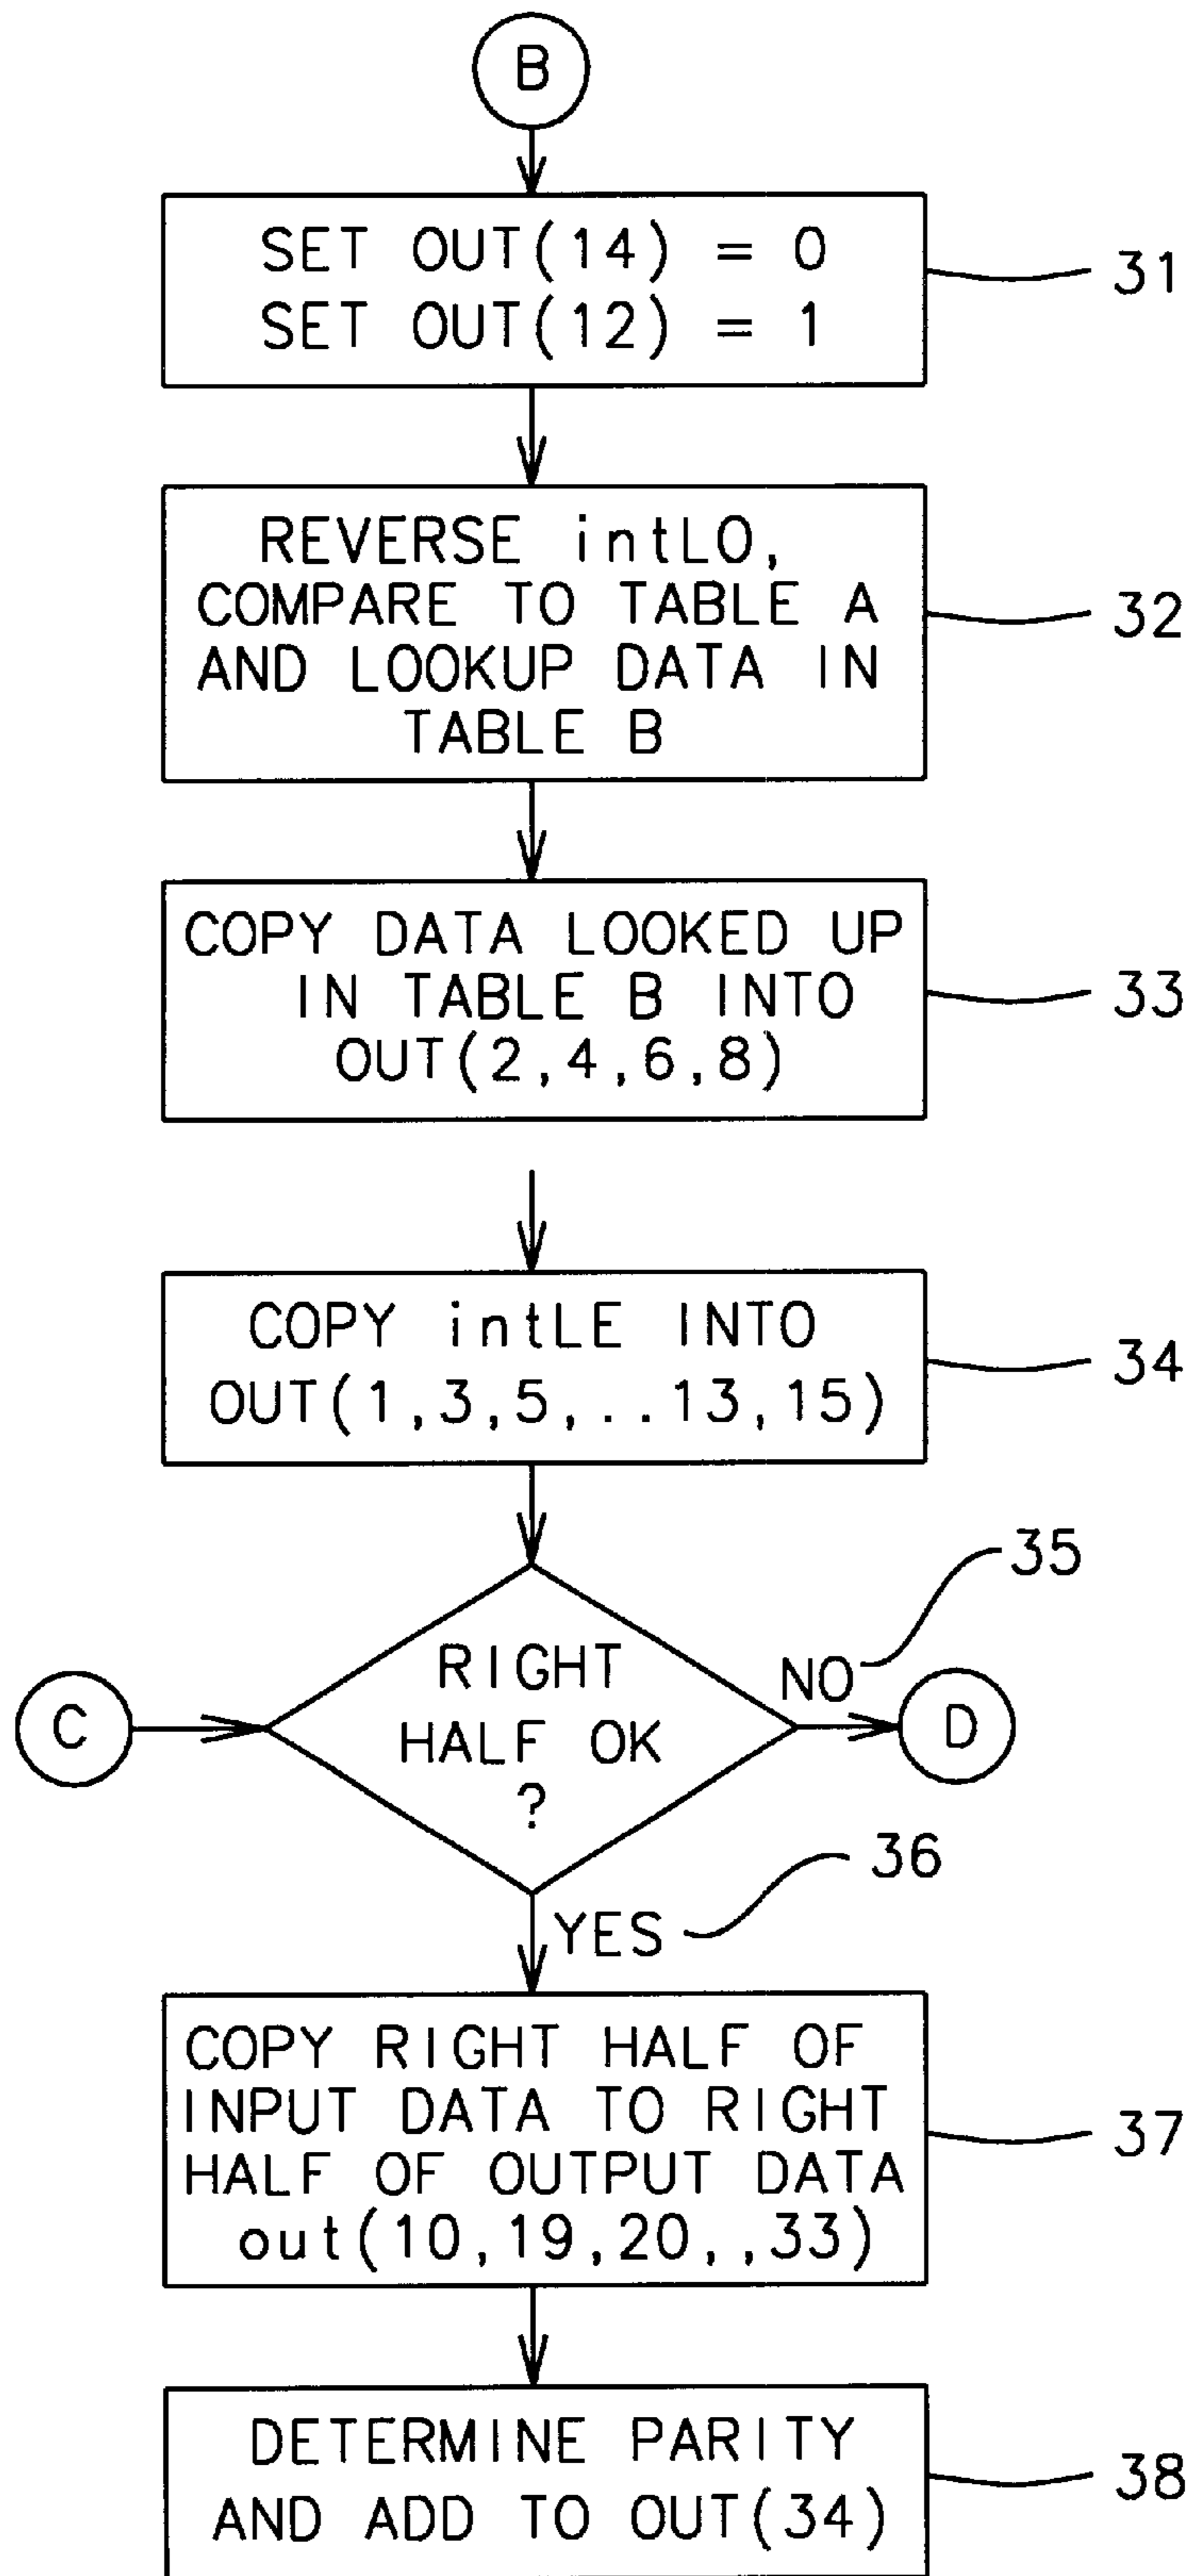 B
SET OUT(14) = 0
SET OUT(12) = 1
31
REVERSE intLO,
COMPARE TO TABLE A
AND LOOKUP DATA IN
TABLE B
32
COPY DATA LOOKED UP
IN TABLE B INTO
OUT(2,4,6,8)
33
COPY intLE INTO
OUT(1,3,5,..13,15)
34
35
RIGHT
HALF OK
?
NO
C
D
36
YES
COPY RIGHT HALF OF
INPUT DATA TO RIGHT
HALF OF OUTPUT DATA
out(10,19,20,,33)
37
DETERMINE PARITY
AND ADD TO OUT(34)
38